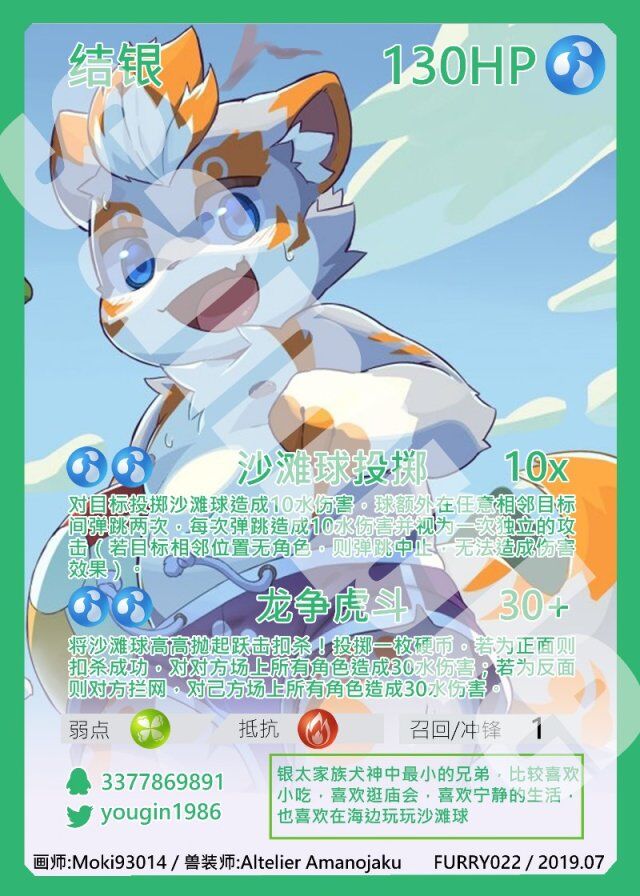 结银
130HP
沙滩球投掷 10x
对目标投掷沙滩球造成10水伤害，球额外在任意相邻目标
间弹跳两次，每次弹跳造成10水伤害并视为一次独立的攻
击（若目标相邻位置无角色，则弹跳中止，无法造成伤害
效果）
龙争虎斗 30+
将沙滩球高高抛起跃击扣杀！投掷一枚硬币，若为正面则
扣杀成功，对对方场上所有角色造成30水伤害；若为反面
则对方拦网，对己方场上所有角色造成30水伤害。
弱点 抵抗 召回/冲锋 1
3377869891
yougin1986
银太家族犬神中最小的兄弟，比较喜欢
小吃，喜欢逛庙会，喜欢宁静的生活，
也喜欢在海边玩玩沙滩球
画师:Moki93014 / 兽装师:Altelier Amanojaku FURRY022 / 2019.07